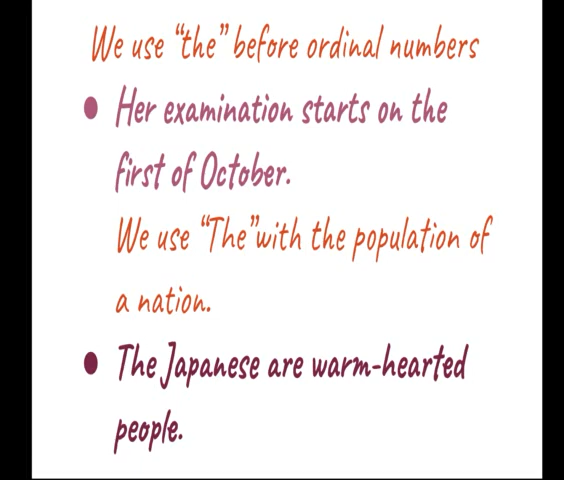 We use “the” before ordinal numbers
• Her examination starts on the
first of October.
We use “The”with the population of
a nation.
• The Japanese are warm-hearted
people.